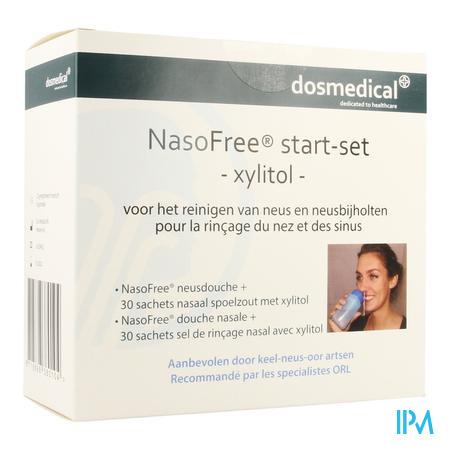 dosmedical
dedicated to healthcare
NasoFree® start-set
- xylitol -
voor het reinigen van neus en neusbijholten
pour la rinçage du nez et des sinus
• NasoFree® neusdouche +
30 sachets nasaal spoelzout met xylitol
• NasoFree® douche nasale +
30 sachets sel de rinçage nasal avec xylitol
Aanbevolen door keel-neus-oor artsen
Recommandé par les specialistes ORL
IPM